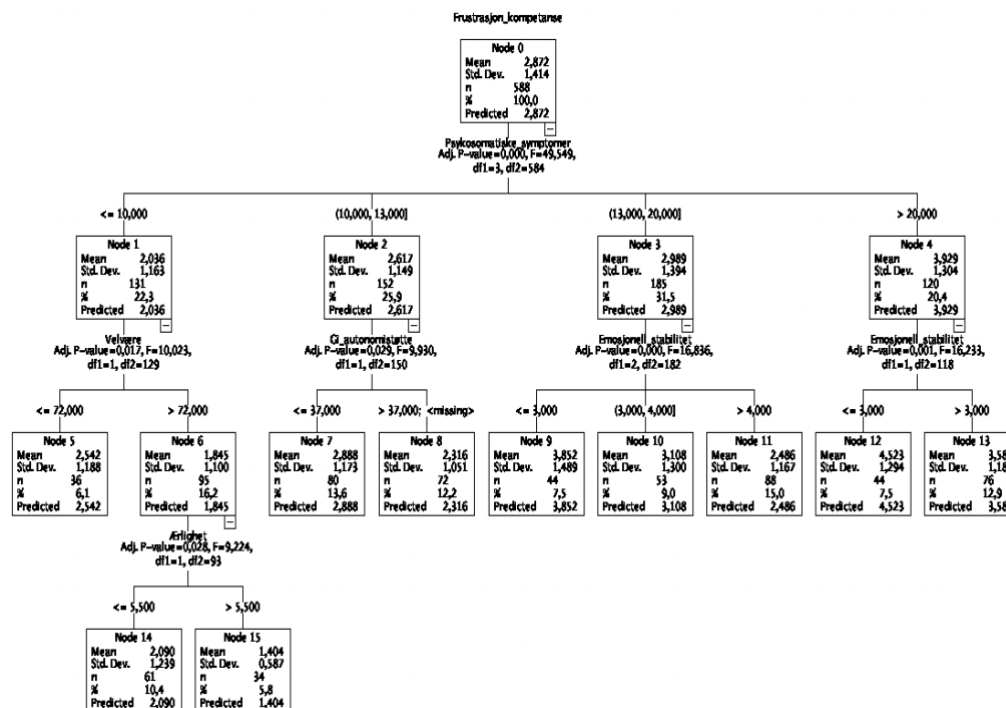 Frustrasjon_kompetanse
Node 0
Mean 2,872
Std. Dev. 1,414
n 588
% 100,0
Predicted 2,872
Psykosomatiske_symptomer
Adj. P-value=0,000, F=49,549,
df1=3, df2=584
<= 10,000
(10,000, 13,000]
(13,000, 20,000]
> 20,000
Node 1
Mean 2,036
Std. Dev. 1,163
n 131
% 22,3
Predicted 2,036
Velvære
Adj. P-value=0,017, F=10,023,
df1=1, df2=129
Node 2
Mean 2,617
Std. Dev. 1,149
n 152
% 25,9
Predicted 2,617
Gi_autonomistøtte
Adj. P-value=0,029, F=9,930,
df1=1, df2=150
Node 3
Mean 2,989
Std. Dev. 1,394
n 185
% 31,5
Predicted 2,989
Emosjonell_stabilitet
Adj. P-value=0,000, F=16,836,
df1=2, df2=182
Node 4
Mean 3,929
Std. Dev. 1,304
n 120
% 20,4
Predicted 3,929
Emosjonell_stabilitet
Adj. P-value=0,001, F=16,233,
df1=1, df2=118
<= 72,000
> 72,000
<= 37,000
> 37,000; <missing>
<= 3,000
(3,000, 4,000]
> 4,000
<= 3,000
> 3,000
Node 5
Mean 2,542
Std. Dev. 1,188
n 36
% 6,1
Predicted 2,542
Node 6
Mean 1,845
Std. Dev. 1,100
n 95
% 16,2
Predicted 1,845
Ærlighet
Adj. P-value=0,028, F=9,224,
df1=1, df2=93
Node 7
Mean 2,888
Std. Dev. 1,173
n 80
% 13,6
Predicted 2,888
Node 8
Mean 2,316
Std. Dev. 1,051
n 72
% 12,2
Predicted 2,316
Node 9
Mean 3,852
Std. Dev. 1,489
n 44
% 7,5
Predicted 3,852
Node 10
Mean 3,108
Std. Dev. 1,300
n 53
% 9,0
Predicted 3,108
Node 11
Mean 2,486
Std. Dev. 1,167
n 88
% 15,0
Predicted 2,486
Node 12
Mean 4,523
Std. Dev. 1,294
n 44
% 7,5
Predicted 4,523
Node 13
Mean 3,58
Std. Dev. 1,18
n 76
% 12,9
Predicted 3,58
<= 5,500
> 5,500
Node 14
Mean 2,090
Std. Dev. 1,239
n 61
% 10,4
Predicted 2,090
Node 15
Mean 1,404
Std. Dev. 0,587
n 34
% 5,8
Predicted 1,404